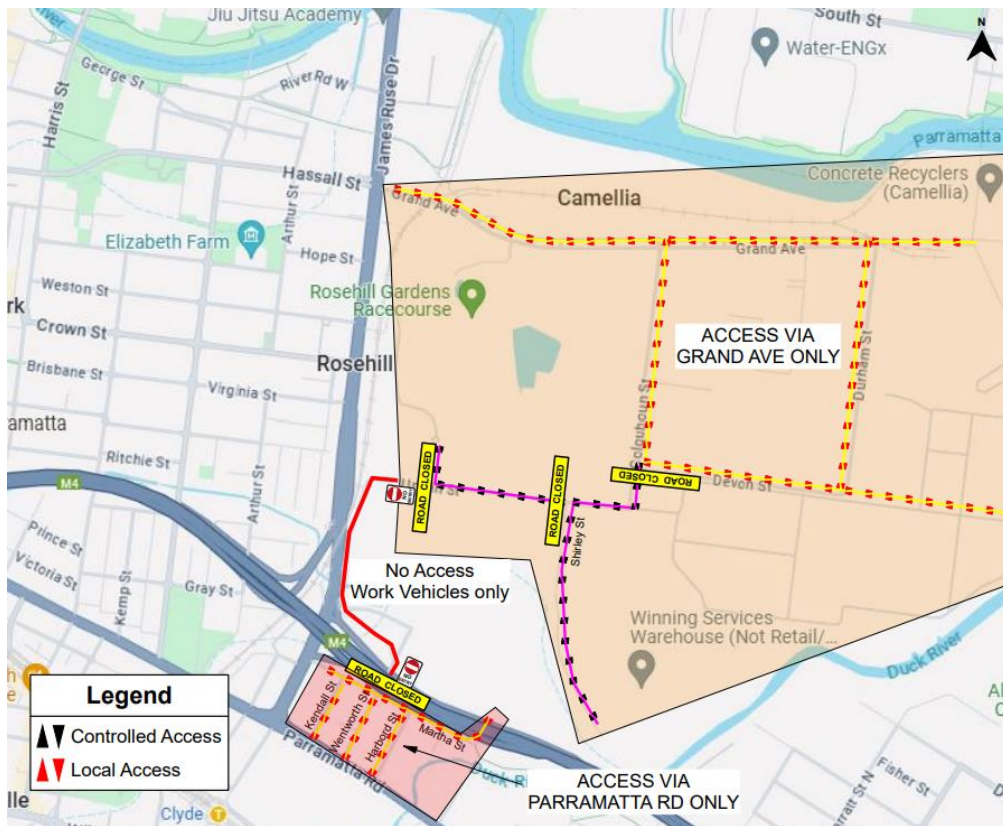 Jiu Jitsu Academy
South St
N
Water-ENGx
George St
River Rd W
Harris St
James Ruse Dr
Parramatta
Hassall St
Camellia
Concrete Recyclers
(Camellia)
Grand Ave
Arthur St
Elizabeth Farm
Hope St
Grand Ave
Weston St
Rosehill Gardens
Racecourse
rk
Crown St
ACCESS VIA
GRAND AVE ONLY
Rosehill
Brisbane St
Virginia St
Colquhoun St
Durham St
amatta
Ritchie St
ROAD CLOSED
ROAD CLOSED
ROAD CLOSED
M4
Arthur St
NO
ENTRY
Devon St
Prince St
Shirley St
Victoria St
Kemp St
Gray St
No Access
Work Vehicles only
Winning Services
Warehouse (Not Retail/...
M4
NO
ENTRY
Duck River
ROAD CLOSED
Legend
Controlled Access
Local Access
Kendall St
Wentworth St
Harbord St
Martha St
Parramatta Rd
ACCESS VIA
PARRAMATTA RD ONLY
Fisher St
lle
Clyde